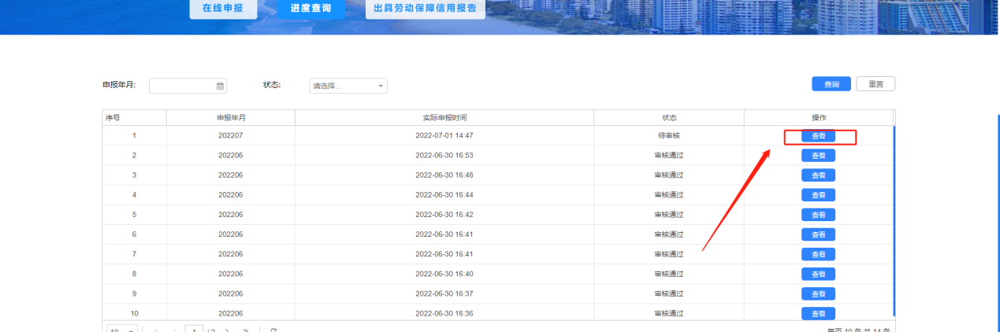 在线申报 进度查询 出具劳动保障信用报告
申报年月: 状态: 请选择... 查询 重置
序号 申报年月 实际申报时间 状态 操作
1 202207 2022-07-01 14:47 待审核 查看
2 202206 2022-06-30 16:53 审核通过 查看
3 202206 2022-06-30 16:48 审核通过 查看
4 202206 2022-06-30 16:44 审核通过 查看
5 202206 2022-06-30 16:42 审核通过 查看
6 202206 2022-06-30 16:41 审核通过 查看
7 202206 2022-06-30 16:41 审核通过 查看
8 202206 2022-06-30 16:40 审核通过 查看
9 202206 2022-06-30 16:37 审核通过 查看
10 202206 2022-06-30 16:36 审核通过 查看
10 1 / 2 每页 10 条 共 14 条